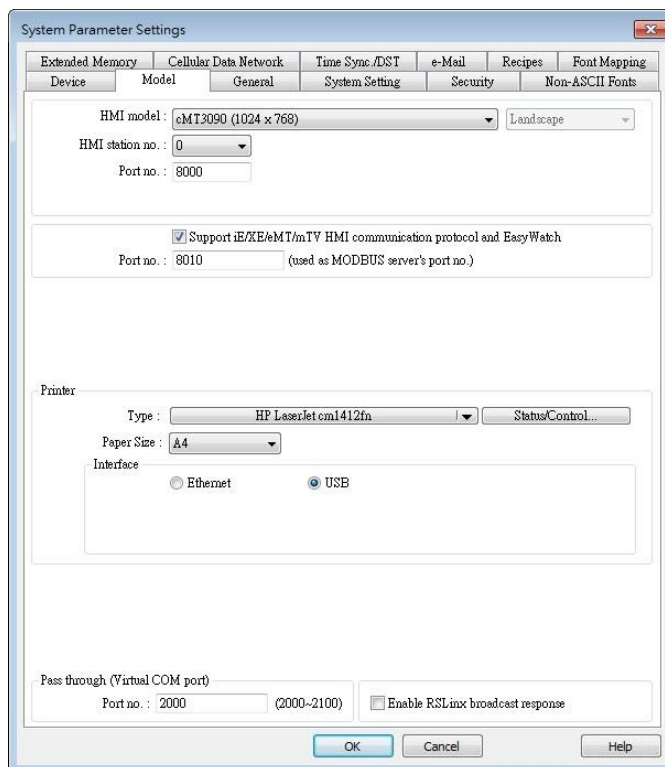 System Parameter Settings
Extended Memory Cellular Data Network Time Sync./DST e-Mail Recipes Font Mapping
Device Model General System Setting Security Non-ASCII Fonts
HMI model : cMT3090 (1024 x 768) Landscape
HMI station no. : 0
Port no. : 8000
Support iE/XE/eMT/mTV HMI communication protocol and EasyWatch
Port no. : 8010 (used as MODBUS server's port no.)
Printer
Type : HP LaserJet cm1412fn Status/Control...
Paper Size : A4
Interface
Ethernet USB
Pass through (Virtual COM port)
Port no. : 2000 (2000~2100) Enable RSLinx broadcast response
OK Cancel Help